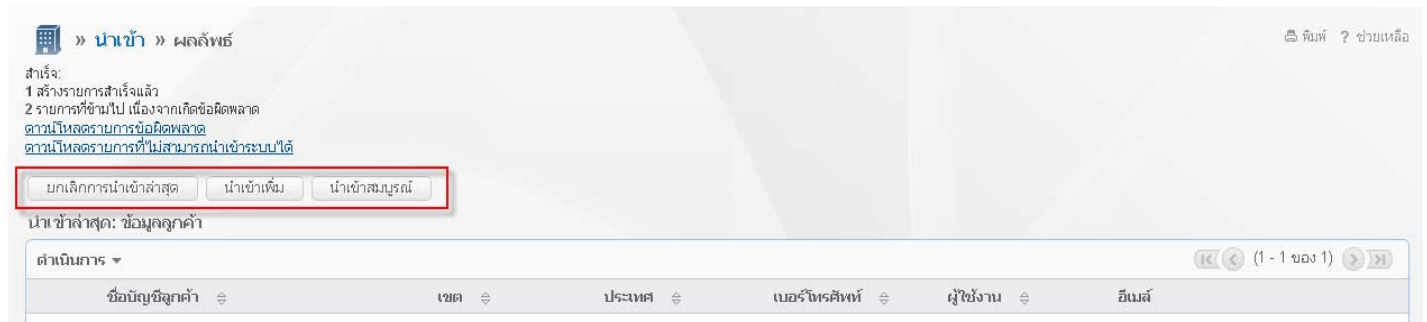 » นำเข้า » ผลลัพธ์
พิมพ์ ? ช่วยเหลือ
สำเร็จ:
1 สร้างรายการสำเร็จแล้ว
2 รายการที่ข้ามไป เนื่องจากเกิดข้อผิดพลาด
ดาวน์โหลดรายการข้อผิดพลาด
ดาวน์โหลดรายการที่ไม่สามารถนำเข้าระบบได้
ยกเลิกการนำเข้าล่าสุด นำเข้าเพิ่ม นำเข้าสมบูรณ์
นำเข้าล่าสุด: ข้อมูลลูกค้า
ดำเนินการ (1 - 1 ของ 1)
ชื่อบัญชีลูกค้า เขต ประเทศ เบอร์โทรศัพท์ ผู้ใช้งาน อีเมล์